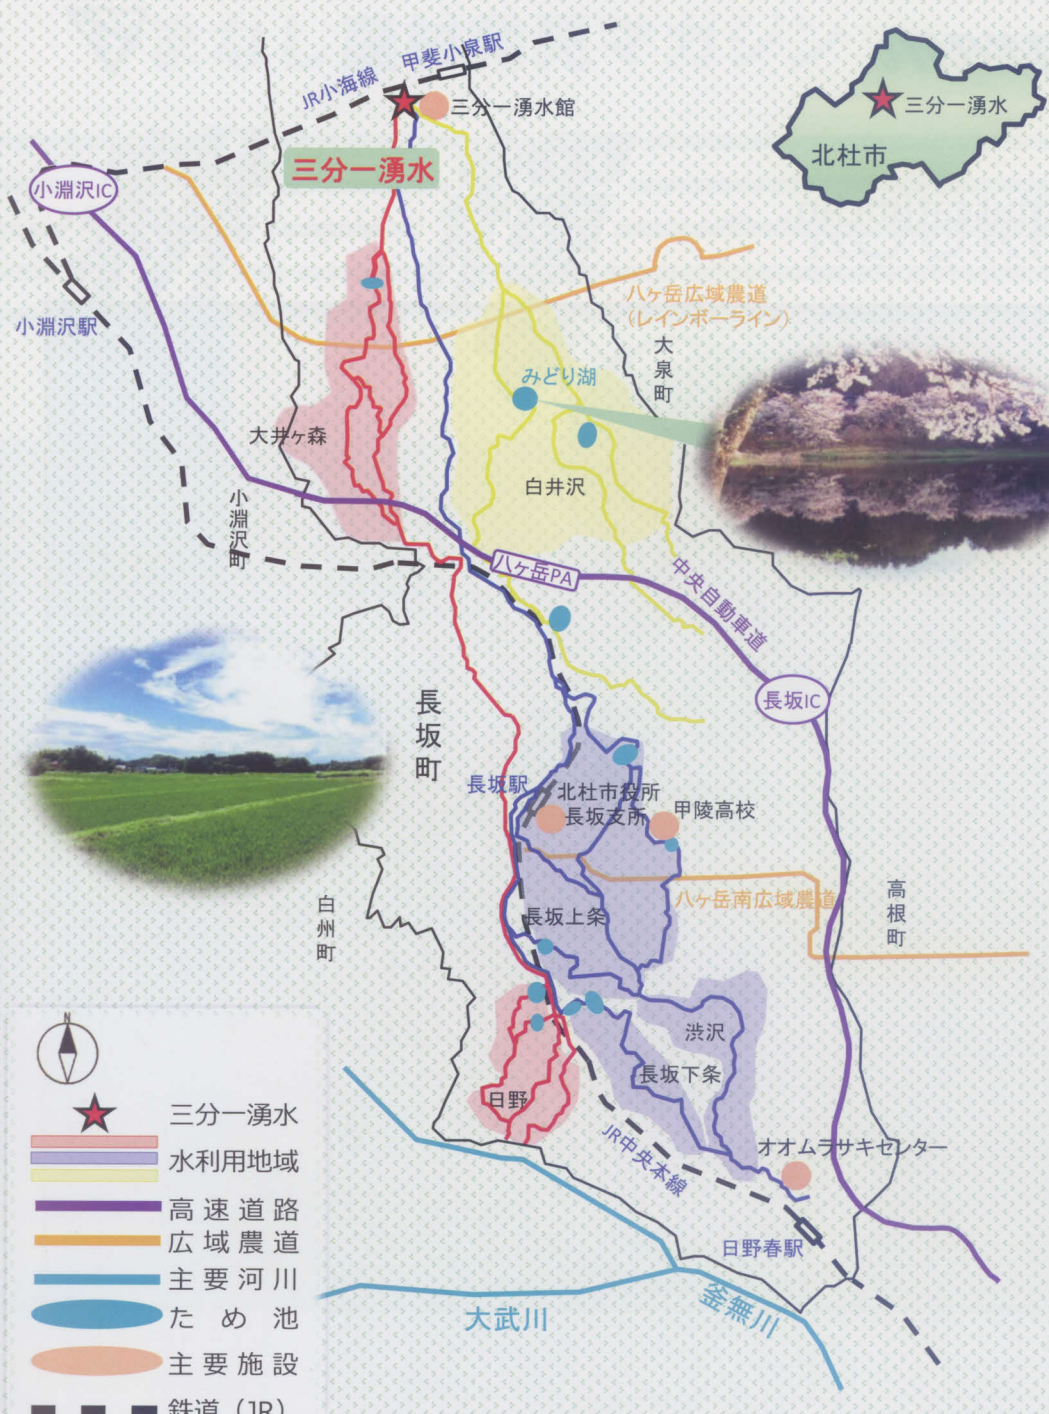 甲斐小泉駅
JR小海線
三分一湧水館
三分一湧水
三分一湧水
北杜市
小淵沢IC
小淵沢駅
八ヶ岳広域農道
(レインボーライン)
大泉町
みどり湖
大井ヶ森
白井沢
小淵沢町
八ヶ岳PA
中央自動車道
長坂IC
長坂町
長坂駅
北杜市役所
長坂支所
甲陵高校
八ヶ岳南広域農道
高根町
白州町
長坂上条
渋沢
長坂下条
日野
オオムラサキセンター
JR中央本線
日野春駅
大武川
釜無川
N
三分一湧水
水利用地域
高速道路
広域農道
主要河川
ため池
主要施設
鉄道(JR)